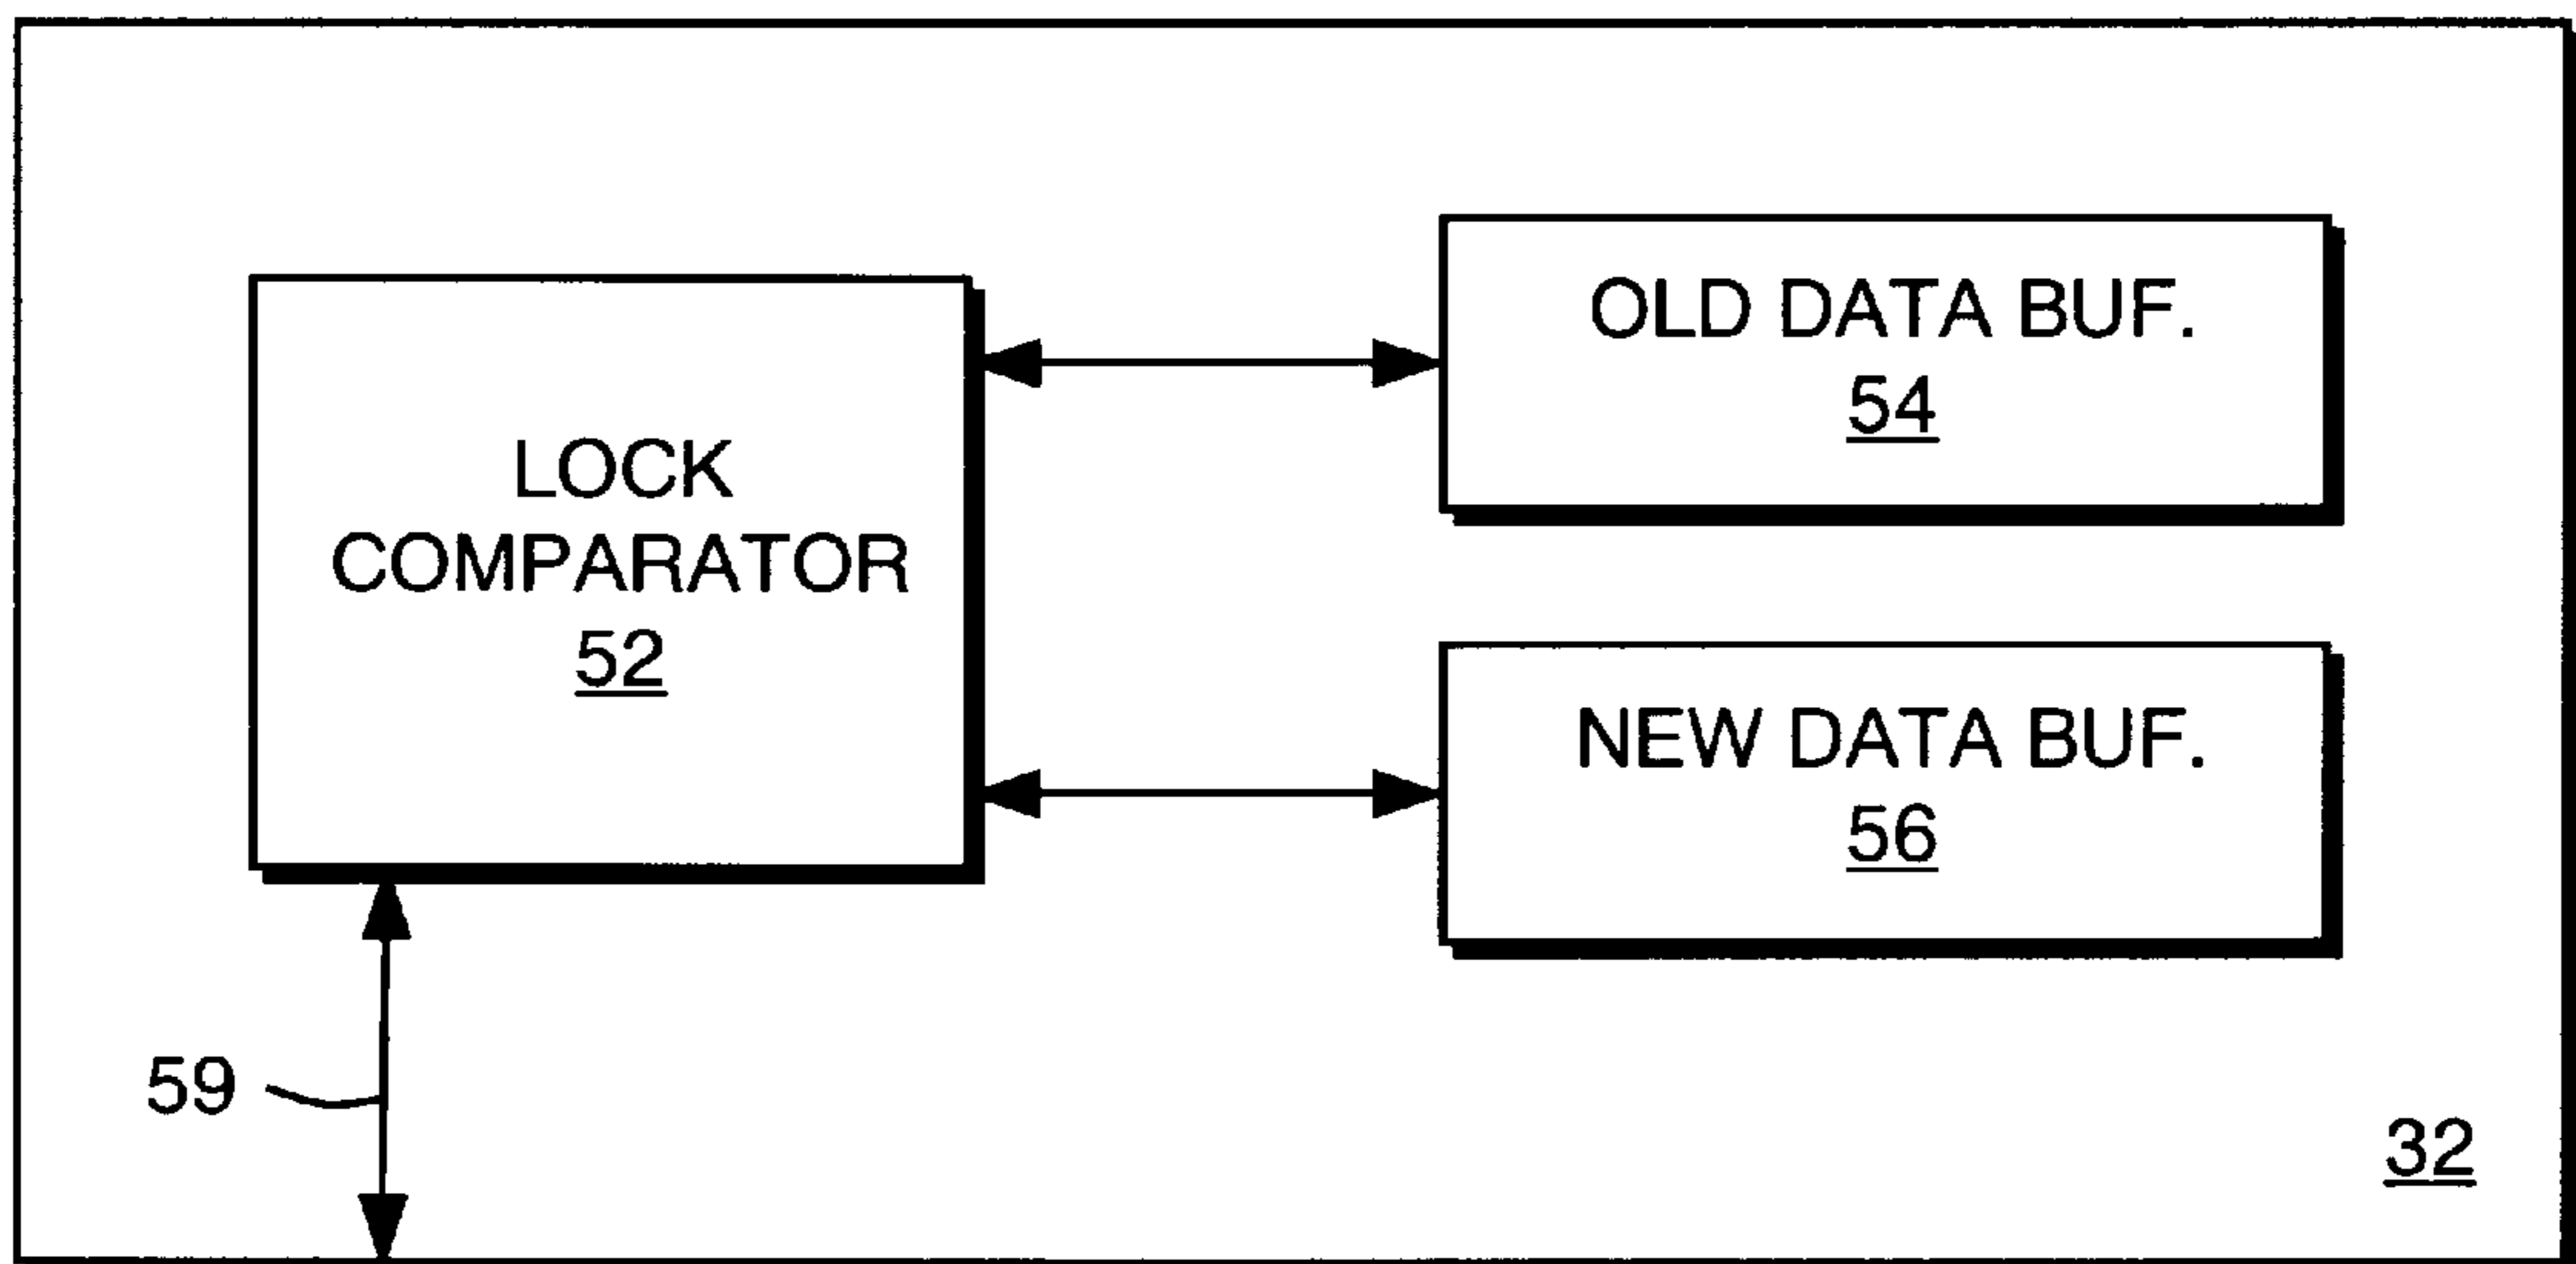 LOCK
COMPARATOR
52
OLD DATA BUF.
54
NEW DATA BUF.
56
59
32